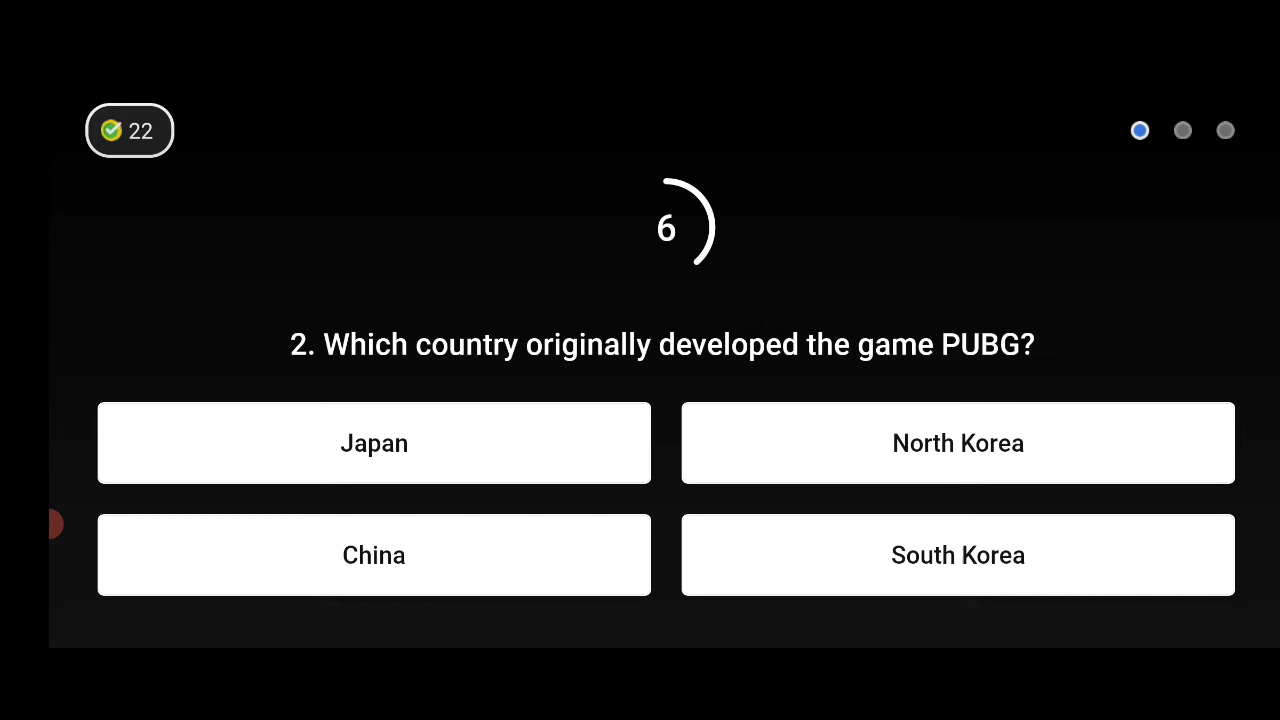 22
6
2. Which country originally developed the game PUBG?
Japan
North Korea
China
South Korea